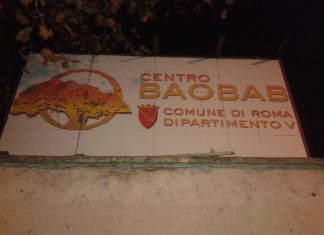 CENTRO
BAOBAB
COMUNE DI ROMA
DIPARTIMENTO V